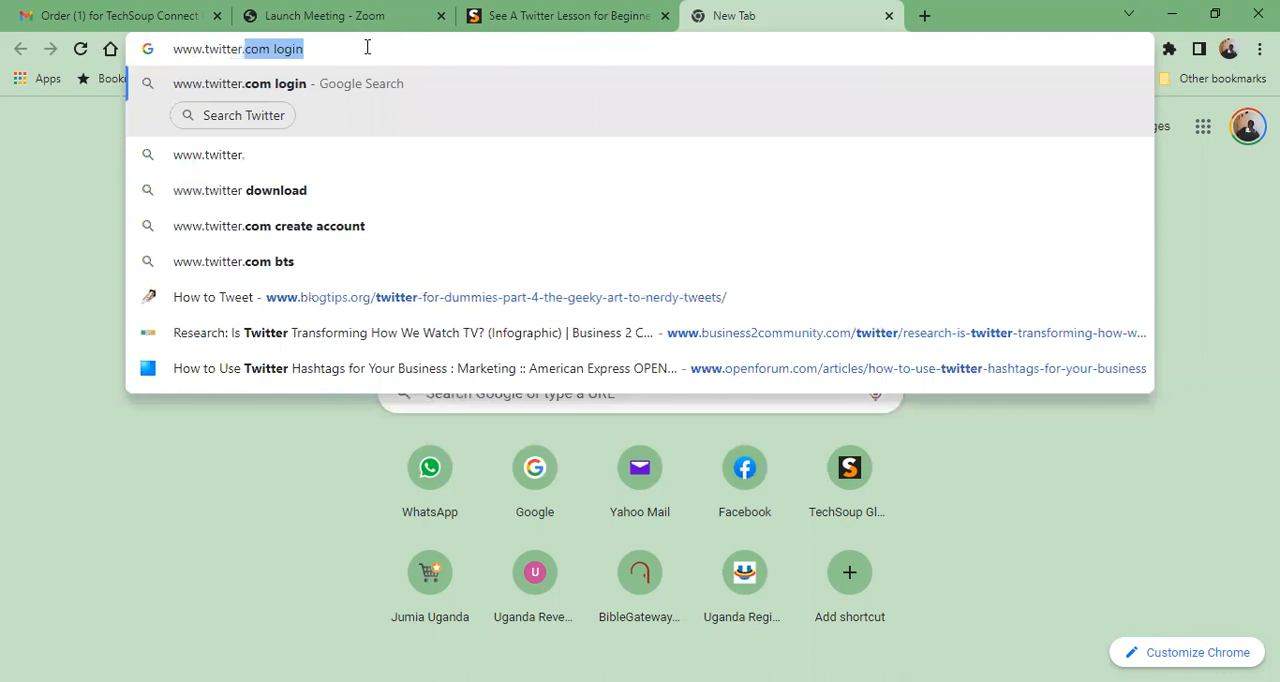 Order (1) for TechSoup Connect
Launch Meeting - Zoom
See A Twitter Lesson for Beginne
New Tab
www.twitter.com login
Apps
Book
Other bookmarks
www.twitter.com login - Google Search
Search Twitter
ges
www.twitter.
www.twitter download
www.twitter.com create account
www.twitter.com bts
How to Tweet - www.blogtips.org/twitter-for-dummies-part-4-the-geeky-art-to-nerdy-tweets/
Research: Is Twitter Transforming How We Watch TV? (Infographic) | Business 2 C... - www.business2community.com/twitter/research-is-twitter-transforming-how-w...
How to Use Twitter Hashtags for Your Business : Marketing :: American Express OPEN... - www.openforum.com/articles/how-to-use-twitter-hashtags-for-your-business
Search Google or type a URL
WhatsApp
Google
Yahoo Mail
Facebook
TechSoup Gl...
Jumia Uganda
U
Uganda Reve...
BibleGateway...
Uganda Regi...
Add shortcut
Customize Chrome